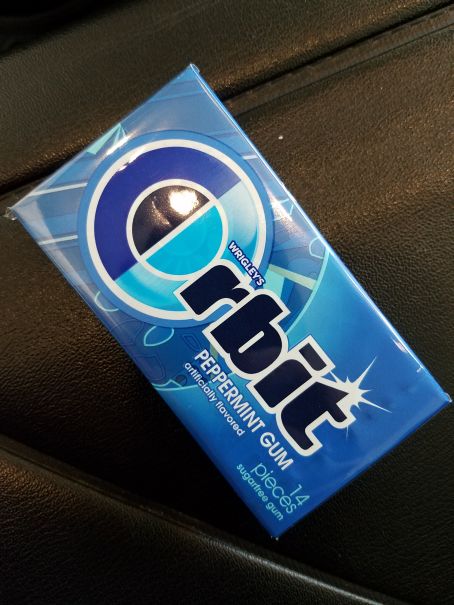 WRIGLEY'S
Orbit
PEPPERMINT GUM
artificially flavored
14
pieces
sugarfree gum